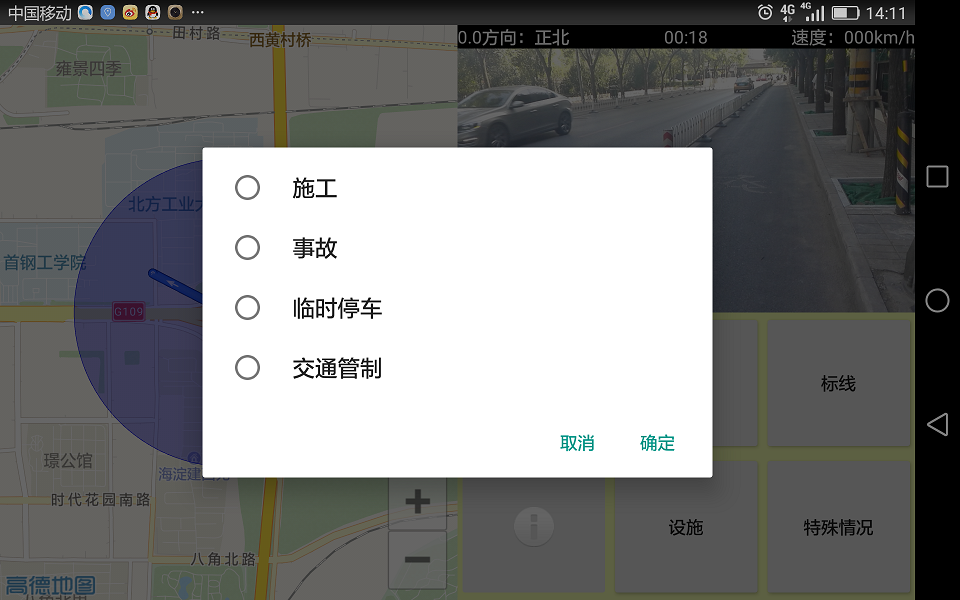 中国移动 ··· 4G 4G 14:11
0.0方向：正北 00:18 速度：000km/h
田村路
西黄村桥
雍景四季
北方工业大
首钢工学院
G109
施工
事故
临时停车
交通管制
取消 确定
标线
璟公馆
时代花园南路
八角北路
高德地图
设施
特殊情况